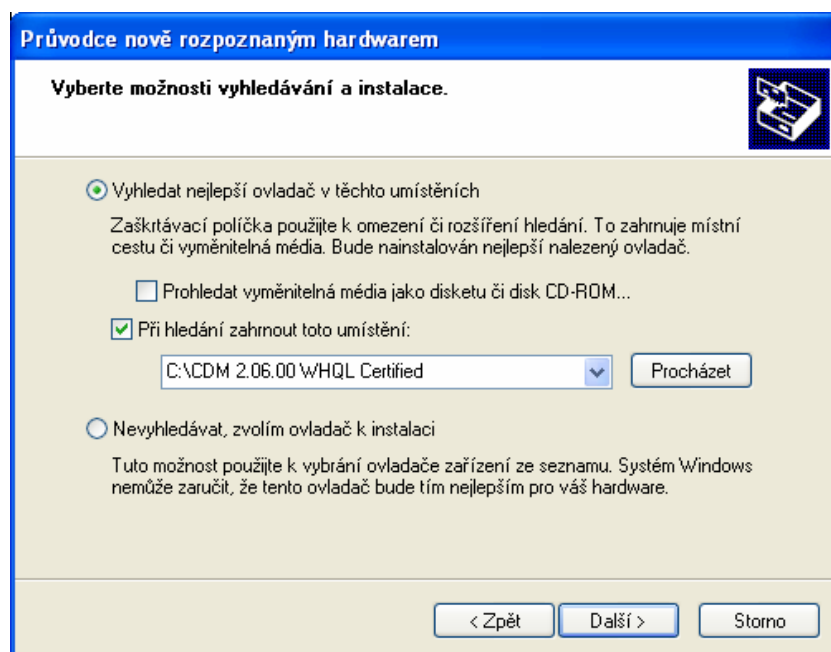 Průvodce nově rozpoznaným hardwarem
Vyberte možnosti vyhledávání a instalace.
Vyhledat nejlepší ovladač v těchto umístěních
Zaškrtávací políčka použijte k omezení či rozšíření hledání. To zahrnuje místní
cestu či vyměnitelná média. Bude nainstalován nejlepší nalezený ovladač.
Prohledat vyměnitelná média jako disketu či disk CD-ROM...
Při hledání zahrnout toto umístění:
C:\CDM 2.06.00 WHQL Certified
Procházet
Nevyhledávat, zvolím ovladač k instalaci
Tuto možnost použijte k vybrání ovladače zařízení ze seznamu. Systém Windows
nemůže zaručit, že tento ovladač bude tím nejlepším pro váš hardware.
< Zpět Další > Storno